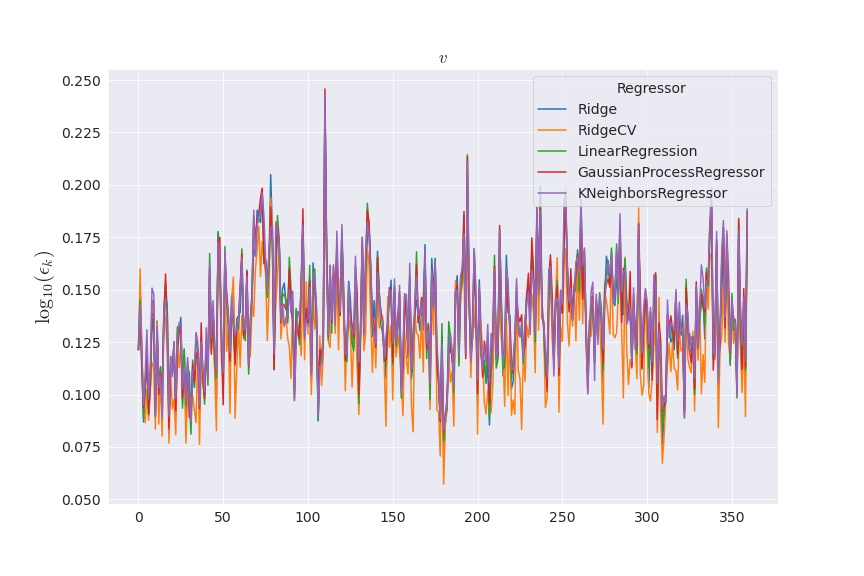 v
Regressor
Ridge
RidgeCV
LinearRegression
GaussianProcessRegressor
KNeighborsRegressor
log₁₀(ϵₖ)
0.250
0.225
0.200
0.175
0.150
0.125
0.100
0.075
0.050
0 50 100 150 200 250 300 350